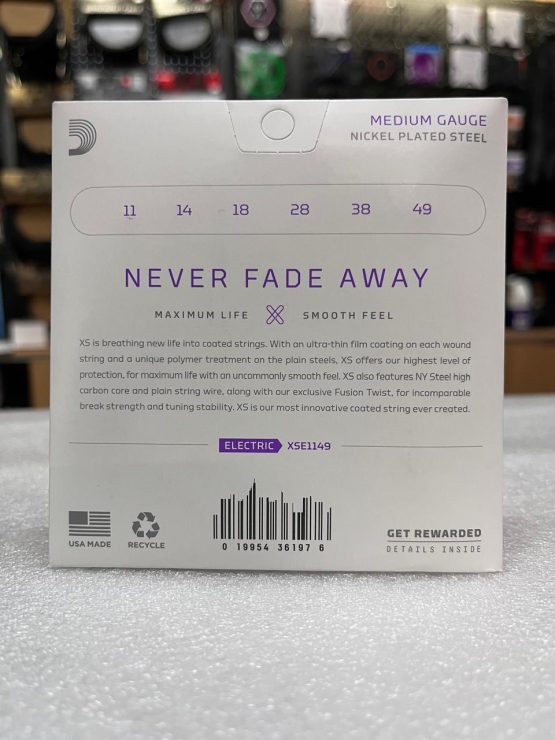 MEDIUM GAUGE
NICKEL PLATED STEEL
11 14 18 28 38 49
NEVER FADE AWAY
MAXIMUM LIFE SMOOTH FEEL
XS is breathing new life into coated strings. With an ultra-thin film coating on each wound
string and a unique polymer treatment on the plain steels, XS offers our highest level of
protection, for maximum life with an uncommonly smooth feel. XS also features NY Steel high
carbon core and plain string wire, along with our exclusive Fusion Twist, for incomparable
break strength and tuning stability. XS is our most innovative coated string ever created.
ELECTRIC XSE1149
USA MADE
RECYCLE
0 19954 36197 6
GET REWARDED
DETAILS INSIDE